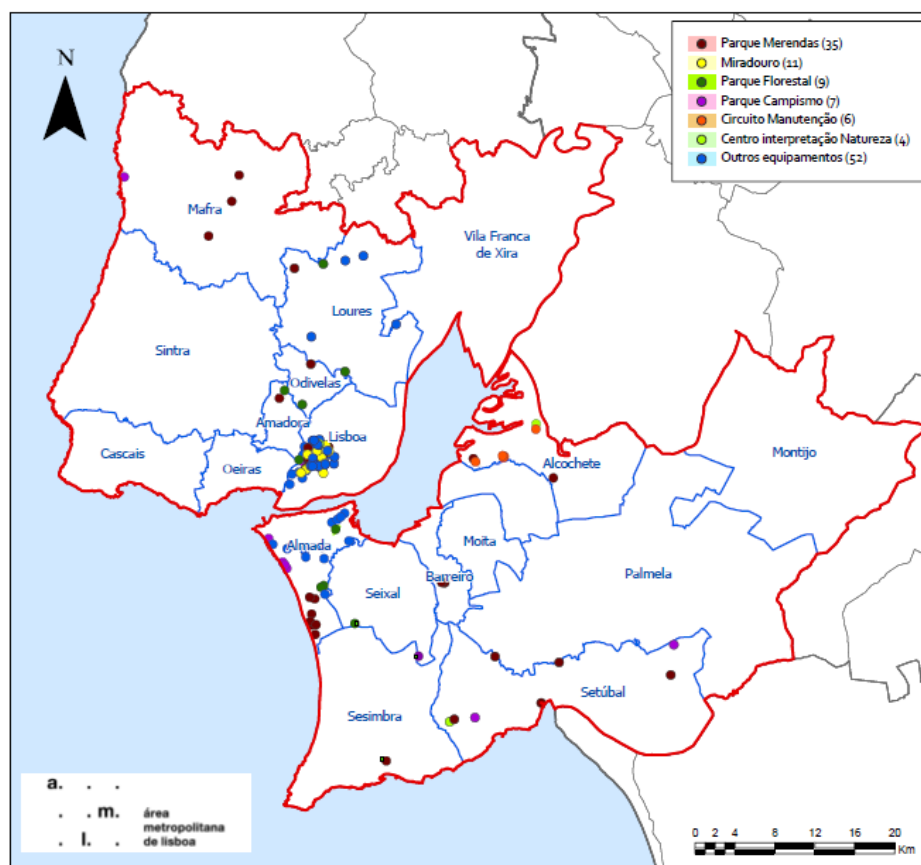 N
Parque Merendas (35)
Miradouro (11)
Parque Florestal (9)
Parque Campismo (7)
Circuito Manutenção (6)
Centro interpretação Natureza (4)
Outros equipamentos (52)
Mafra
Vila Franca
de Xira
Loures
Sintra
Odivelas
Amadora
Lisboa
Cascais
Oeiras
Montijo
Alcochete
Almada
Moita
Barreiro
Palmela
Seixal
Setúbal
Sesimbra
a. . .
. . m. área
metropolitana
. l. . de lisboa
0 2 4 8 12 16 20
Km